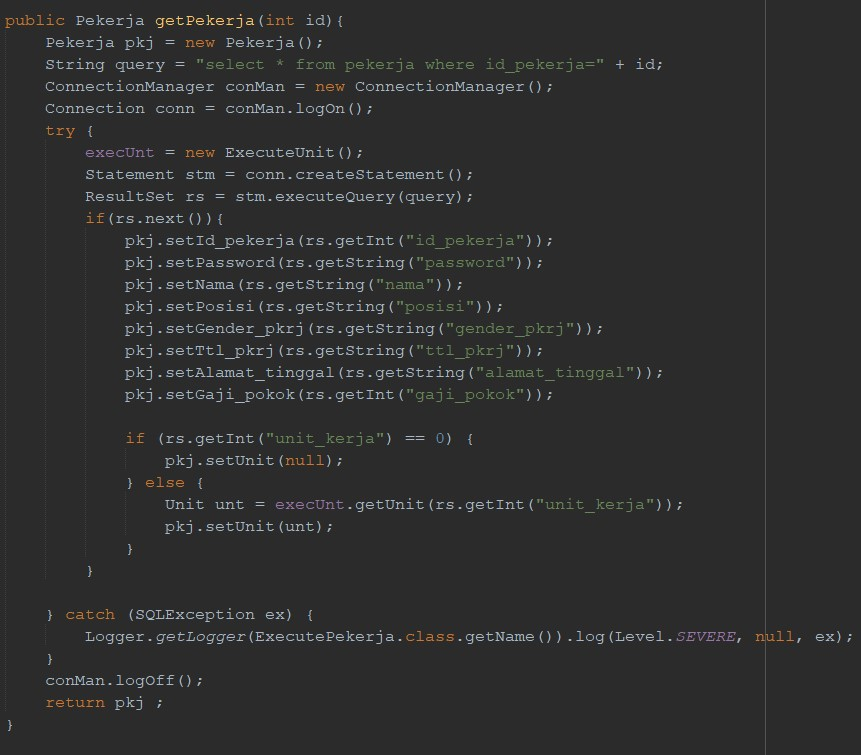 public Pekerja getPekerja(int id){
    Pekerja pkj = new Pekerja();
    String query = "select * from pekerja where id_pekerja=" + id;
    ConnectionManager conMan = new ConnectionManager();
    Connection conn = conMan.logOn();
    try {
        execUnt = new ExecuteUnit();
        Statement stm = conn.createStatement();
        ResultSet rs = stm.executeQuery(query);
        if(rs.next()){
            pkj.setId_pekerja(rs.getInt("id_pekerja"));
            pkj.setPassword(rs.getString("password"));
            pkj.setNama(rs.getString("nama"));
            pkj.setPosisi(rs.getString("posisi"));
            pkj.setGender_pkrj(rs.getString("gender_pkrj"));
            pkj.setTtl_pkrj(rs.getString("ttl_pkrj"));
            pkj.setAlamat_tinggal(rs.getString("alamat_tinggal"));
            pkj.setGaji_pokok(rs.getInt("gaji_pokok"));

            if (rs.getInt("unit_kerja") == 0) {
                pkj.setUnit(null);
            } else {
                Unit unt = execUnt.getUnit(rs.getInt("unit_kerja"));
                pkj.setUnit(unt);
            }
        }

    } catch (SQLException ex) {
        Logger.getLogger(ExecutePekerja.class.getName()).log(Level.SEVERE, null, ex);
    }
    conMan.logOff();
    return pkj ;
}